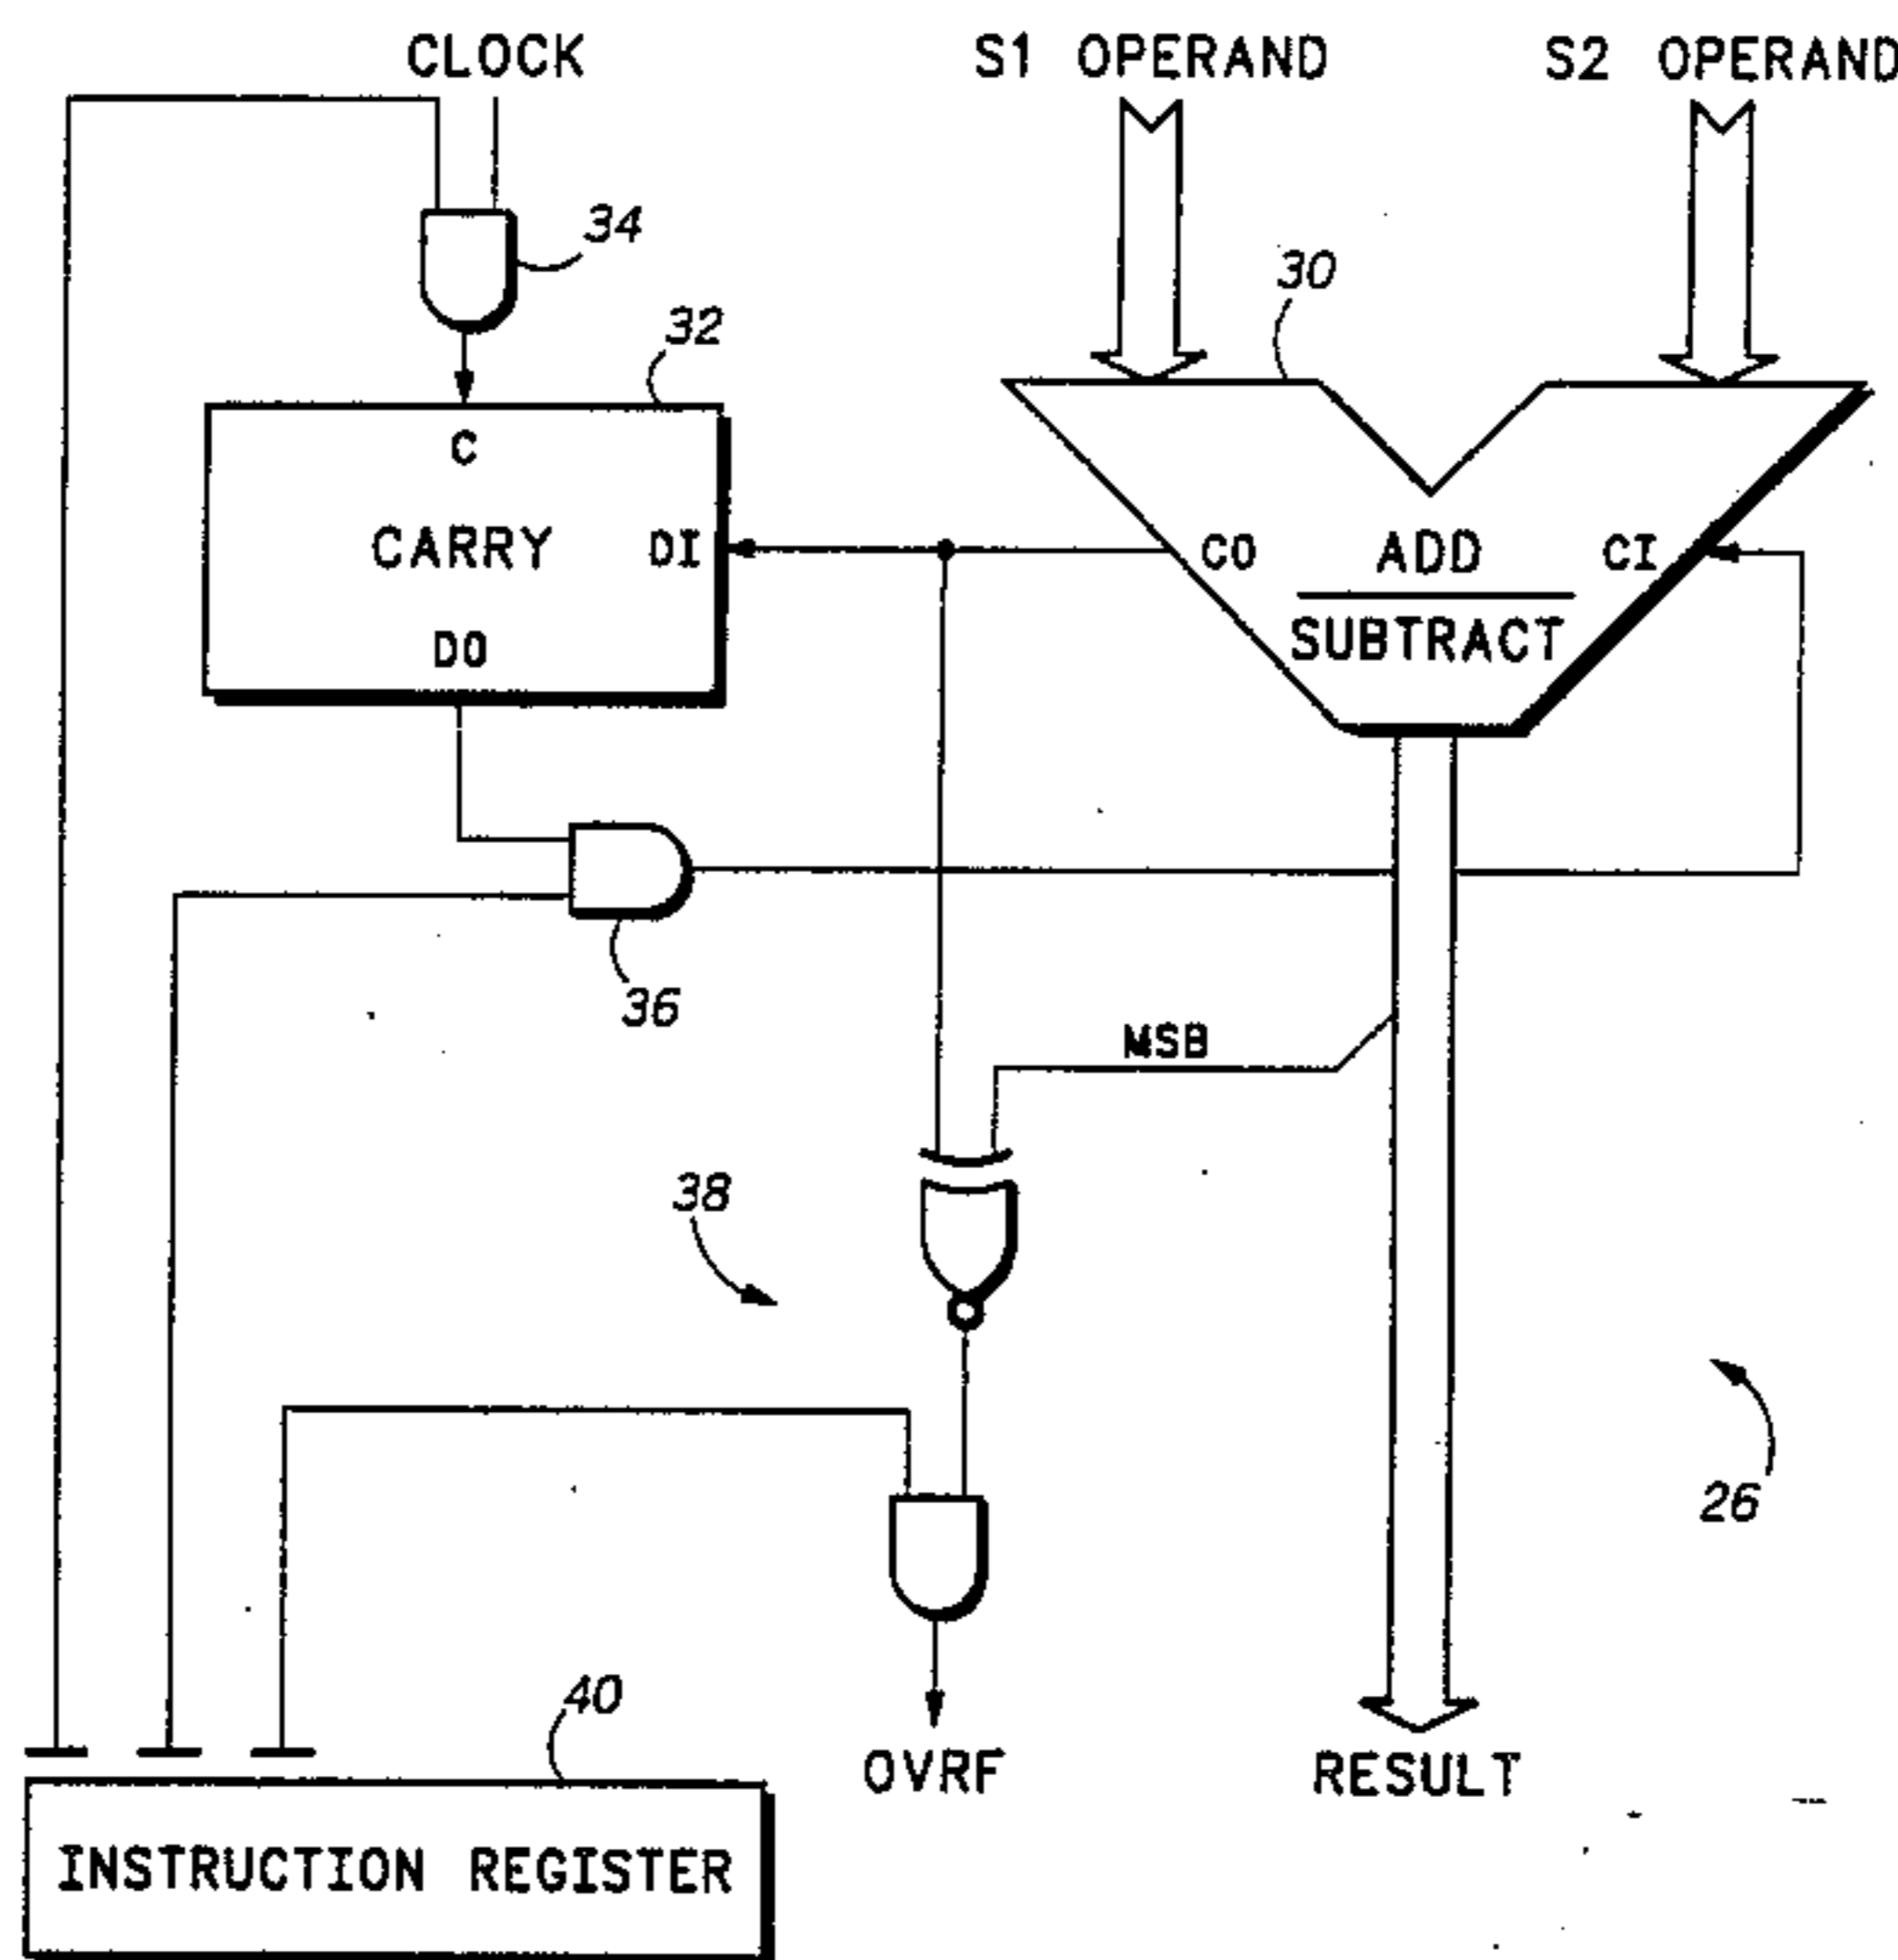 CLOCK
S1 OPERAND
S2 OPERAND
34
30
32
C
CARRY
DI
CO
ADD
CI
SUBTRACT
DO
36
MSB
38
26
40
OVRF
RESULT
INSTRUCTION REGISTER